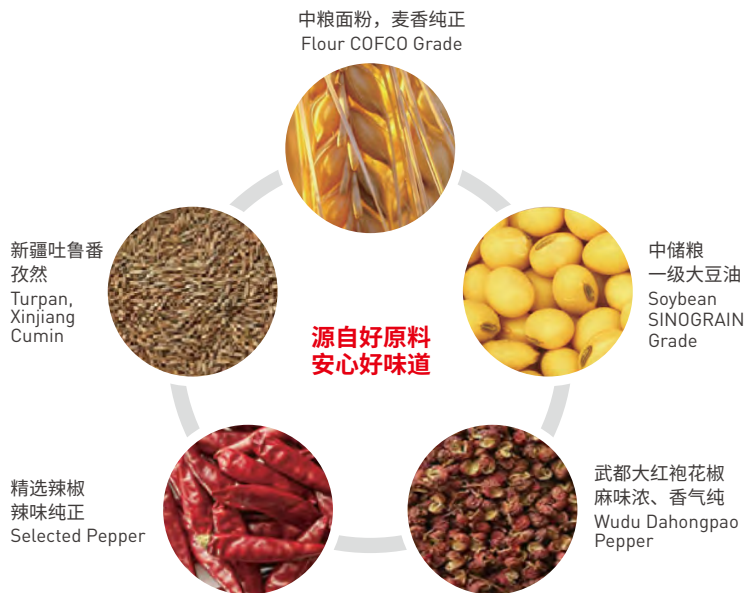 中粮面粉，麦香纯正
Flour COFCO Grade
新疆吐鲁番
孜然
Turpan,
Xinjiang
Cumin
中储粮
一级大豆油
Soybean
SINOGRAIN
Grade
源自好原料
安心好味道
精选辣椒
辣味纯正
Selected Pepper
武都大红袍花椒
麻味浓、香气纯
Wudu Dahongpao
Pepper